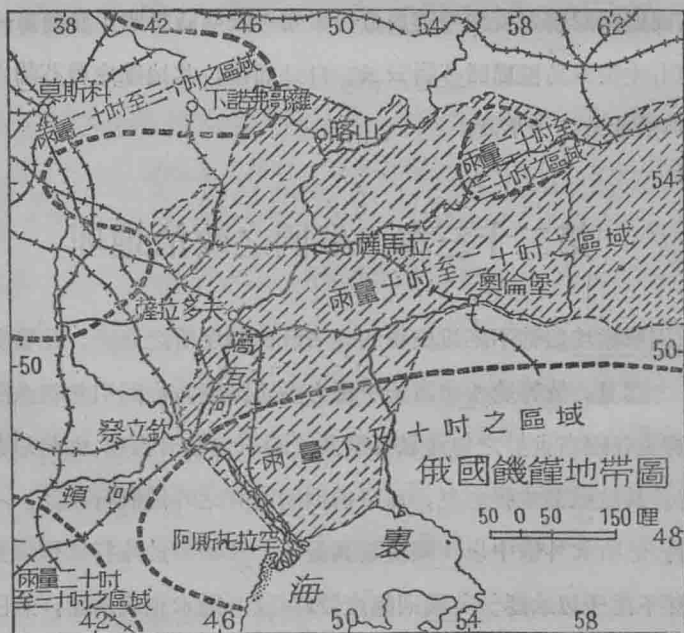 38 42 46 50 54 58 62
莫斯科
雨量二十吋至三十吋之區域
下諾弗哥羅
喀山
雨量二十吋至
三十吋之區域
54
薩馬拉
雨量十吋至二十吋之區域
奧倫堡
薩拉多夫
窩瓦河
50
50
察立欽
雨量不及十吋之區域
俄國饑饉地帶圖
50 0 50 150 哩
頓河
阿斯托拉空
裏海
48
雨量二十吋
至三十吋之區域
42 46 50 54 58